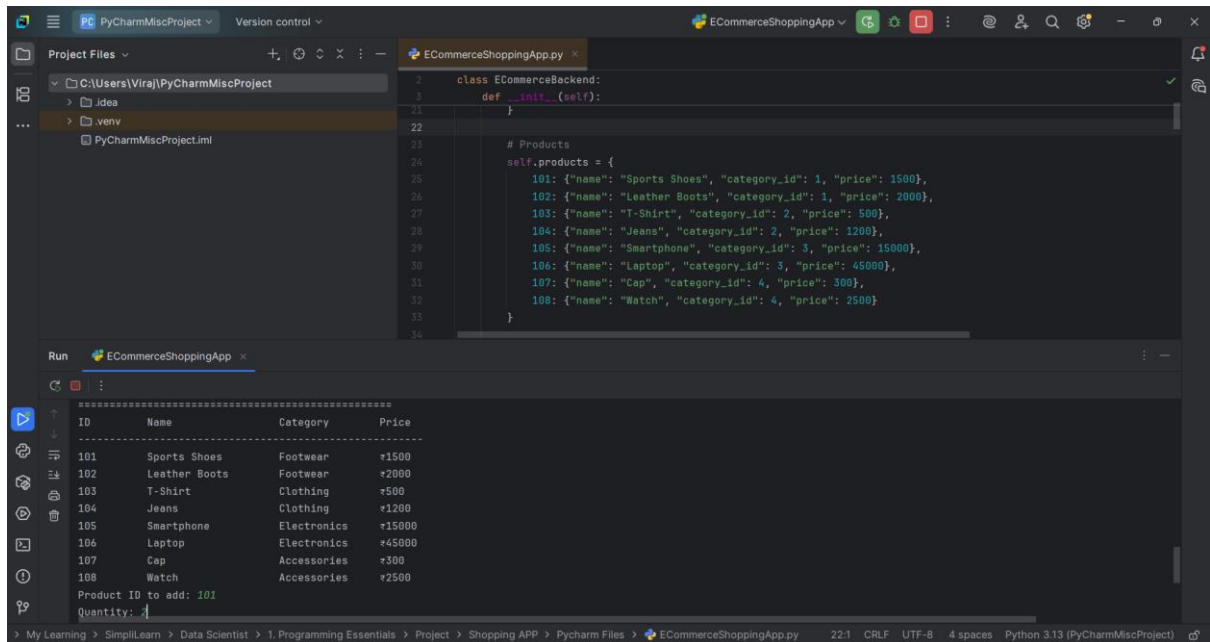 PC PyCharmMiscProject Version control ECommerceShoppingApp
Project Files
C:\Users\Viraj\PyCharmMiscProject
.idea
.venv
PyCharmMiscProject.iml
ECommerceShoppingApp.py
2 class ECommerceBackend:
3 def __init__(self):
21 }
22
23 # Products
24 self.products = {
25 101: {"name": "Sports Shoes", "category_id": 1, "price": 1500},
26 102: {"name": "Leather Boots", "category_id": 1, "price": 2000},
27 103: {"name": "T-Shirt", "category_id": 2, "price": 500},
28 104: {"name": "Jeans", "category_id": 2, "price": 1200},
29 105: {"name": "Smartphone", "category_id": 3, "price": 15000},
30 106: {"name": "Laptop", "category_id": 3, "price": 45000},
31 107: {"name": "Cap", "category_id": 4, "price": 300},
32 108: {"name": "Watch", "category_id": 4, "price": 2500}
33 }
34
Run ECommerceShoppingApp
==================================================
ID Name Category Price
-------------------------------------------------------
101 Sports Shoes Footwear ₹1500
102 Leather Boots Footwear ₹2000
103 T-Shirt Clothing ₹500
104 Jeans Clothing ₹1200
105 Smartphone Electronics ₹15000
106 Laptop Electronics ₹45000
107 Cap Accessories ₹300
108 Watch Accessories ₹2500
Product ID to add: 101
Quantity: 2
> My Learning > SimpliLearn > Data Scientist > 1. Programming Essentials > Project > Shopping APP > Pycharm Files > ECommerceShoppingApp.py 22:1 CRLF UTF-8 4 spaces Python 3.13 (PyCharmMiscProject)